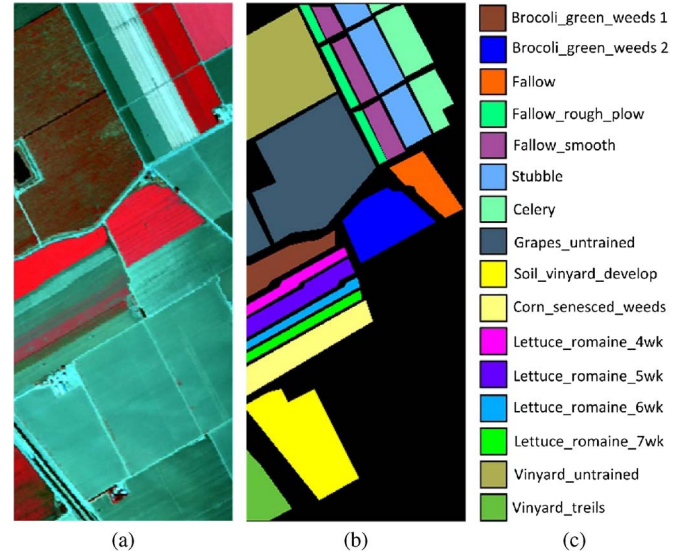 Brocoli_green_weeds 1
Brocoli_green_weeds 2
Fallow
Fallow_rough_plow
Fallow_smooth
Stubble
Celery
Grapes_untrained
Soil_vinyard_develop
Corn_senesced_weeds
Lettuce_romaine_4wk
Lettuce_romaine_5wk
Lettuce_romaine_6wk
Lettuce_romaine_7wk
Vinyard_untrained
Vinyard_treils
(a) (b) (c)